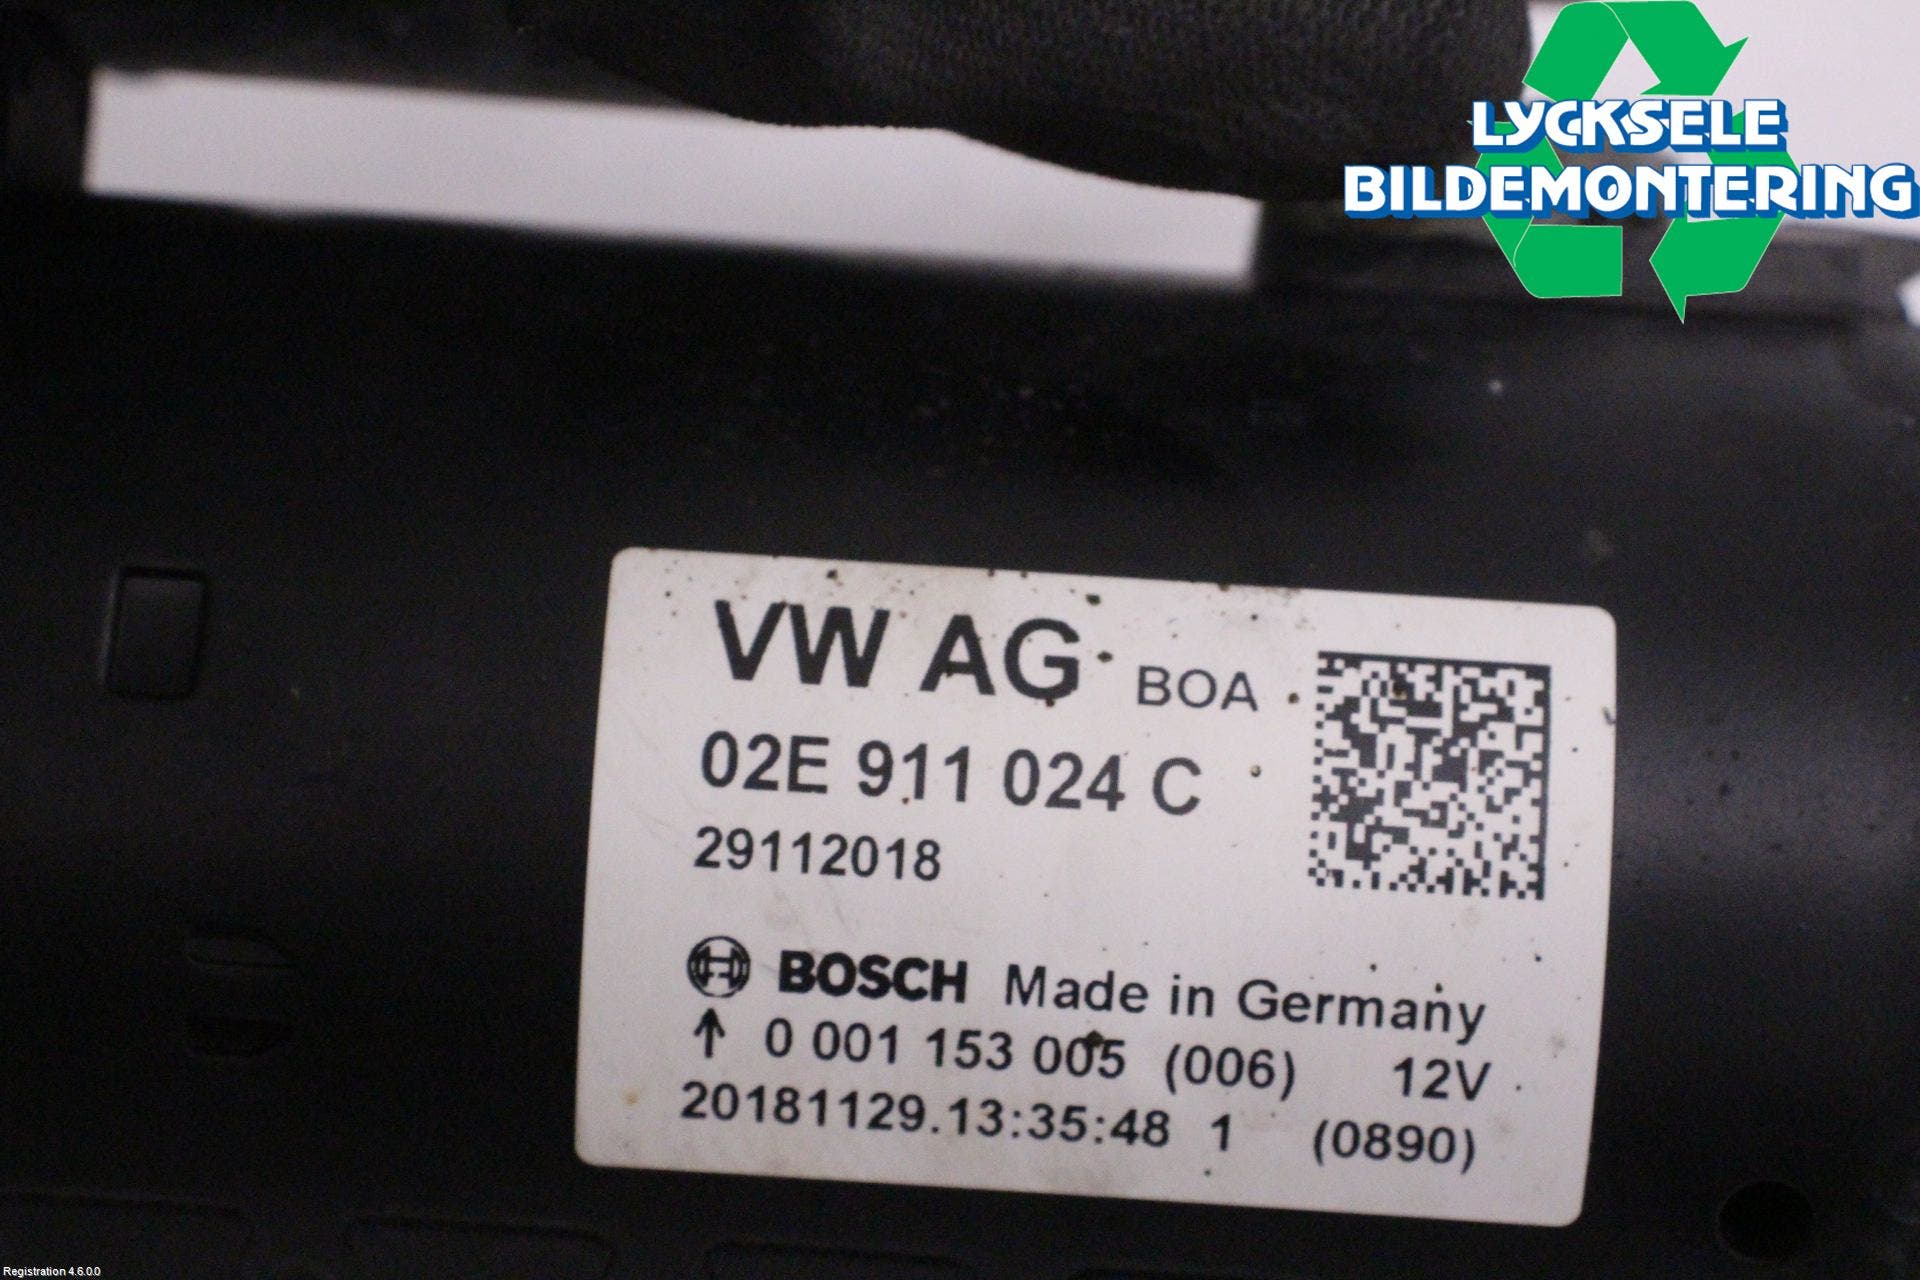 LYCKSELE
BILDEMONTERING
VW AG BOA
02E 911 024 C
29112018
BOSCH Made in Germany
↑ 0 001 153 005 (006) 12V
20181129.13:35:48 1 (0890)
Registration 4.6.0.0